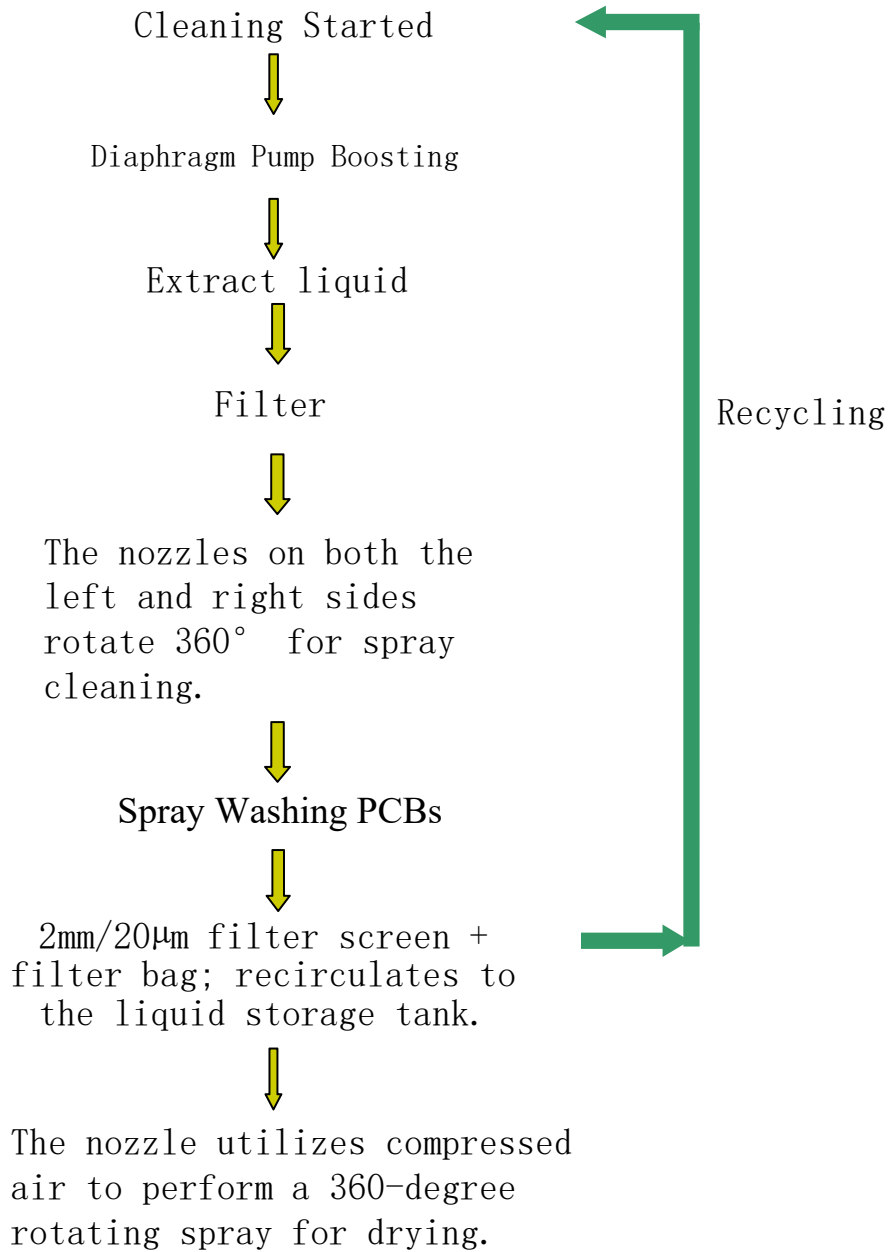 Cleaning Started
Diaphragm Pump Boosting
Extract liquid
Filter
Recycling
The nozzles on both the
left and right sides
rotate 360° for spray
cleaning.
Spray Washing PCBs
2mm/20μm filter screen +
filter bag; recirculates to
the liquid storage tank.
The nozzle utilizes compressed
air to perform a 360-degree
rotating spray for drying.